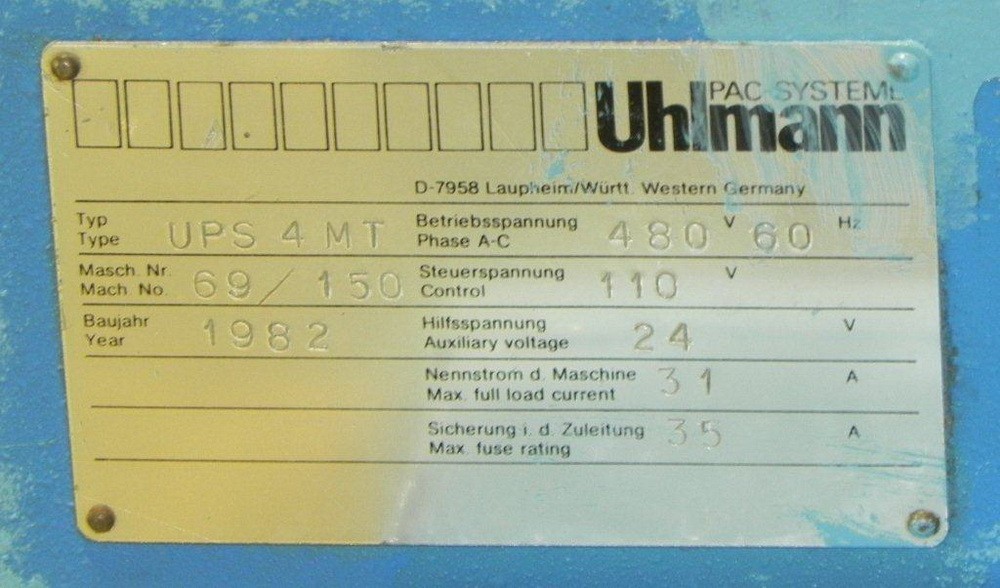 PAC SYSTEME
Uhlmann
D-7958 Laupheim/Württ. Western Germany
Typ
Type UPS 4 MT
Betriebsspannung
Phase A-C 480 V 60 Hz
Masch. Nr.
Mach. No. 69/150
Steuerspannung
Control 110 V
Baujahr
Year 1982
Hilfsspannung
Auxiliary voltage 24 V
Nennstrom d. Maschine
Max. full load current 31 A
Sicherung i. d. Zuleitung
Max. fuse rating 35 A